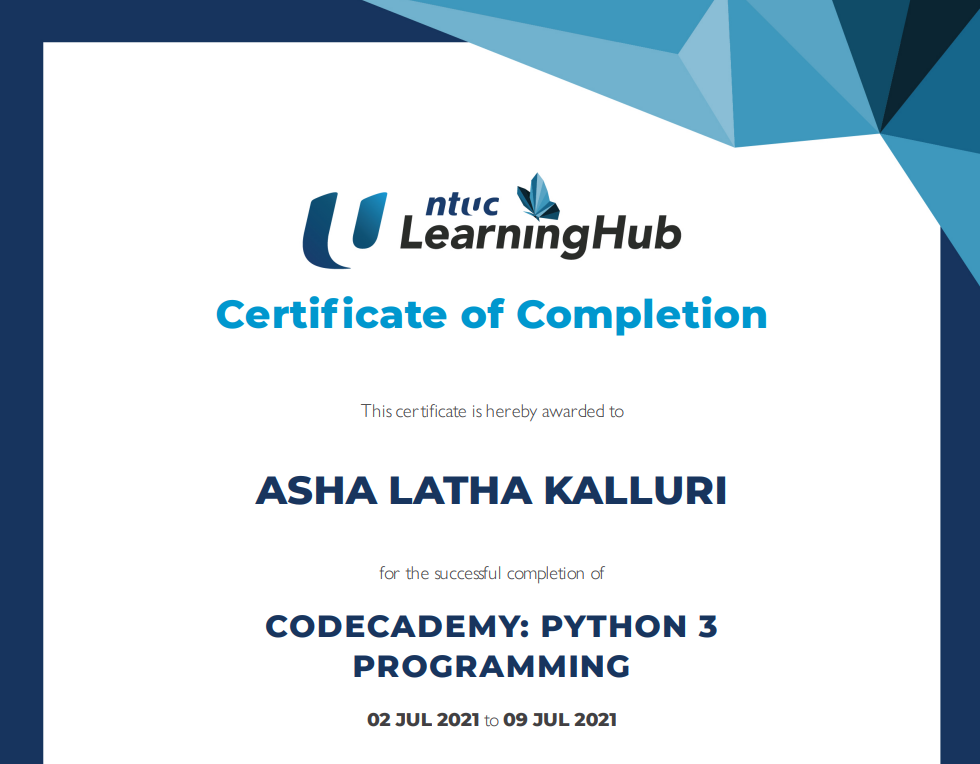 ntuc
LearningHub
Certificate of Completion
This certificate is hereby awarded to
ASHA LATHA KALLURI
for the successful completion of
CODECADEMY: PYTHON 3
PROGRAMMING
02 JUL 2021 to 09 JUL 2021